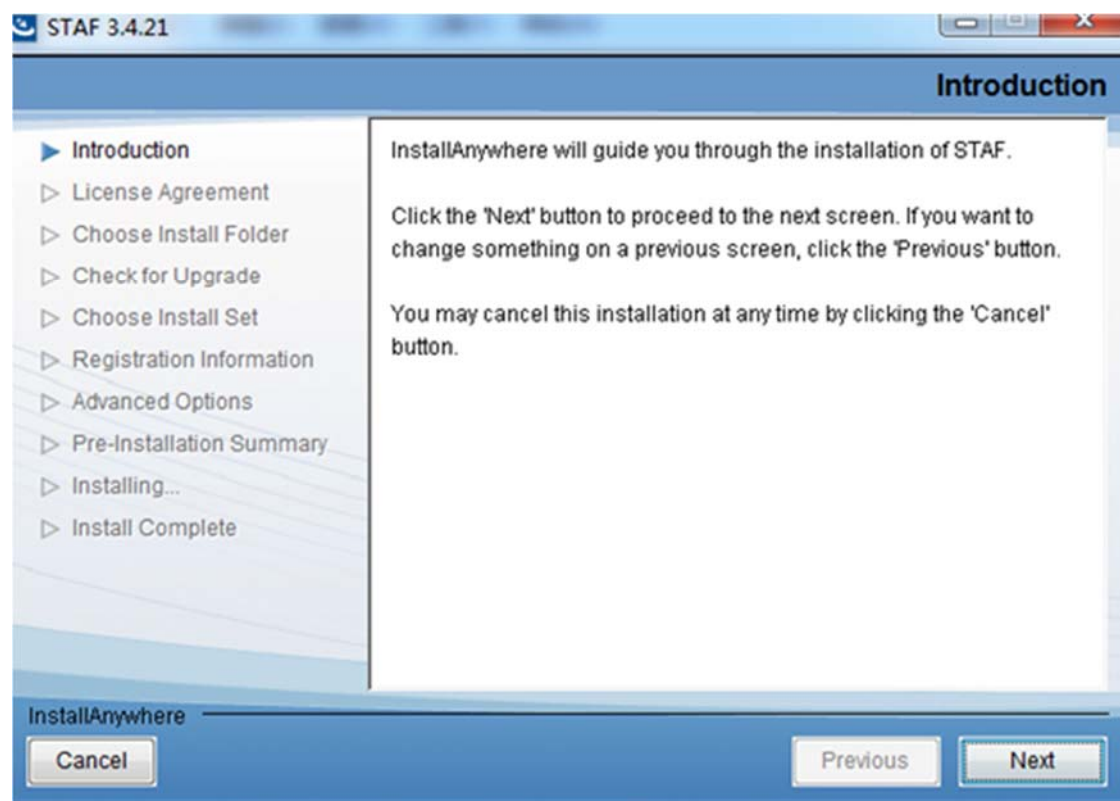 STAF 3.4.21
Introduction
Introduction
License Agreement
Choose Install Folder
Check for Upgrade
Choose Install Set
Registration Information
Advanced Options
Pre-Installation Summary
Installing...
Install Complete
InstallAnywhere will guide you through the installation of STAF.
Click the 'Next' button to proceed to the next screen. If you want to
change something on a previous screen, click the 'Previous' button.
You may cancel this installation at any time by clicking the 'Cancel'
button.
InstallAnywhere
Cancel
Previous
Next